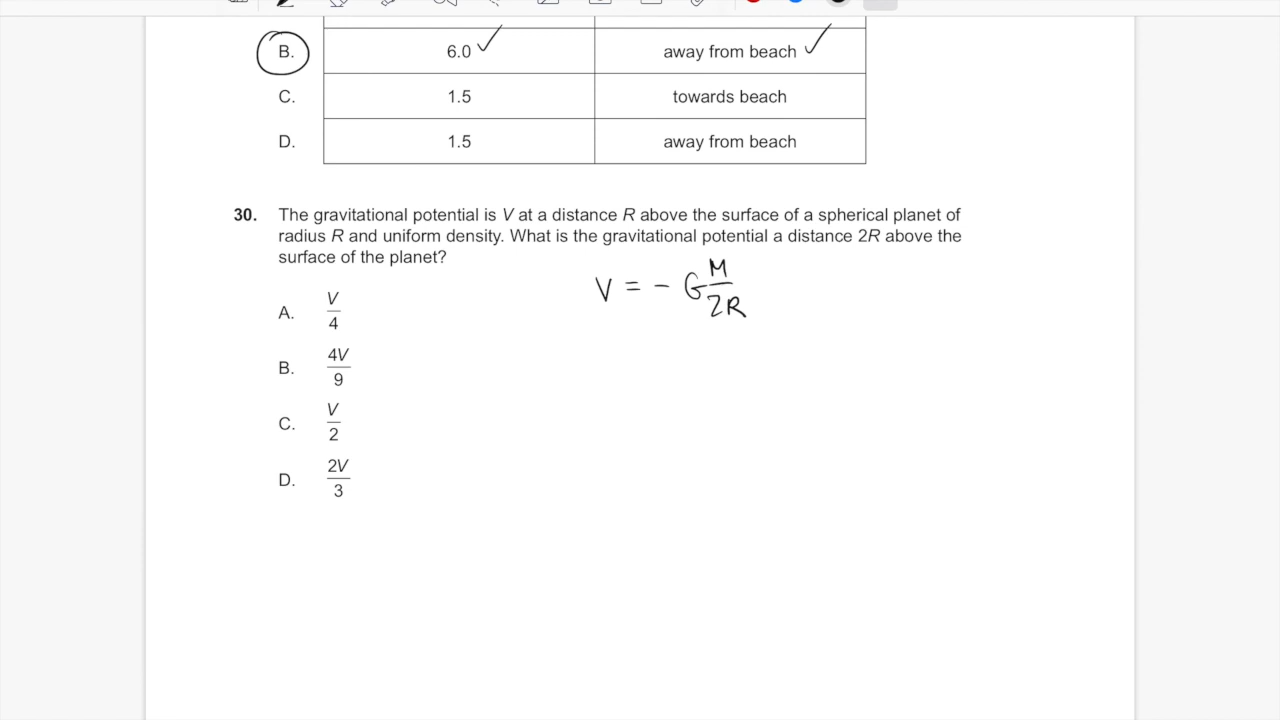 B. 6.0 away from beach
C. 1.5 towards beach
D. 1.5 away from beach
30. The gravitational potential is V at a distance R above the surface of a spherical planet of
radius R and uniform density. What is the gravitational potential a distance 2R above the
surface of the planet?
V = - G M/2R
A. V/4
B. 4V/9
C. V/2
D. 2V/3